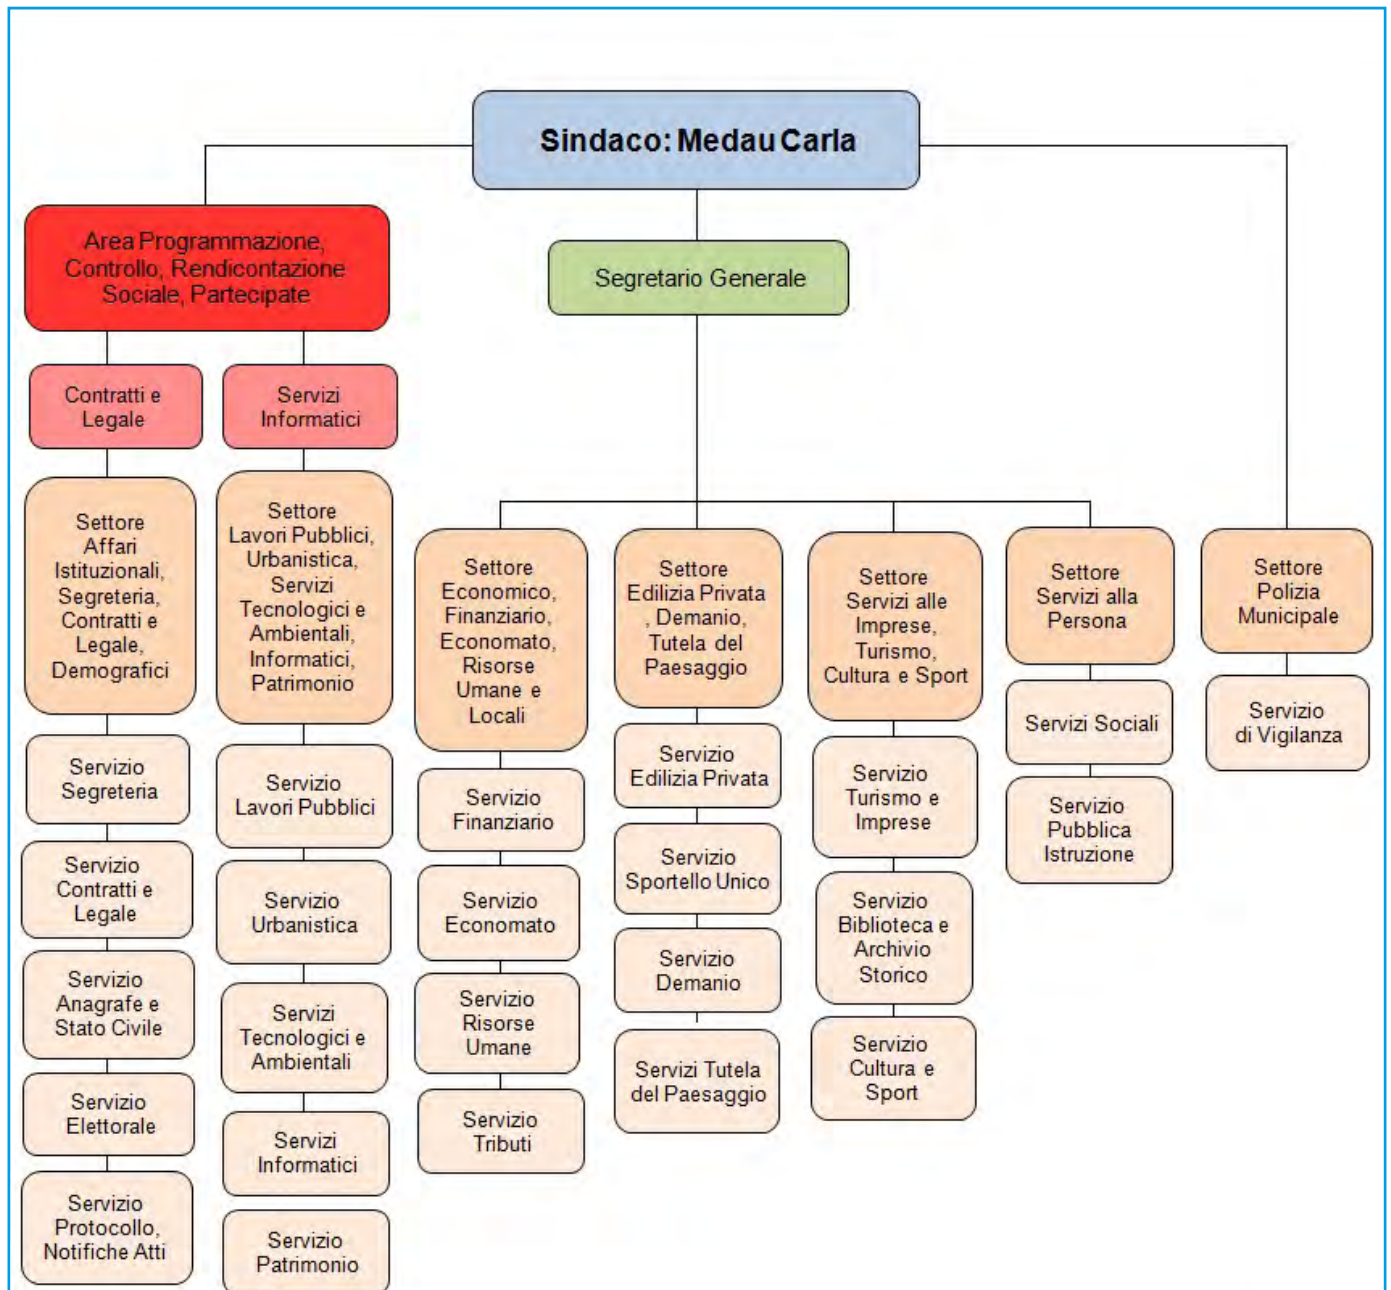 Sindaco: Medau Carla
Area Programmazione,
Controllo, Rendicontazione
Sociale, Partecipate
Segretario Generale
Contratti e
Legale
Servizi
Informatici
Settore
Affari
Istituzionali,
Segreteria,
Contratti e
Legale,
Demografici
Servizio
Segreteria
Servizio
Contratti e
Legale
Servizio
Anagrafe e
Stato Civile
Servizio
Elettorale
Servizio
Protocollo,
Notifiche Atti
Settore
Lavori Pubblici,
Urbanistica,
Servizi
Tecnologici e
Ambientali,
Informatici,
Patrimonio
Servizio
Lavori Pubblici
Servizio
Urbanistica
Servizi
Tecnologici e
Ambientali
Servizi
Informatici
Servizio
Patrimonio
Settore
Economico,
Finanziario,
Economato,
Risorse
Umane e
Locali
Servizio
Finanziario
Servizio
Economato
Servizio
Risorse
Umane
Servizio
Tributi
Settore
Edilizia Privata
, Demanio,
Tutela del
Paesaggio
Servizio
Edilizia Privata
Servizio
Sportello Unico
Servizio
Demanio
Servizi Tutela
del Paesaggio
Settore
Servizi alle
Imprese,
Turismo,
Cultura e Sport
Servizio
Turismo e
Imprese
Servizio
Biblioteca e
Archivio
Storico
Servizio
Cultura e
Sport
Settore
Servizi alla
Persona
Servizi Sociali
Servizio
Pubblica
Istruzione
Settore
Polizia
Municipale
Servizio
di Vigilanza